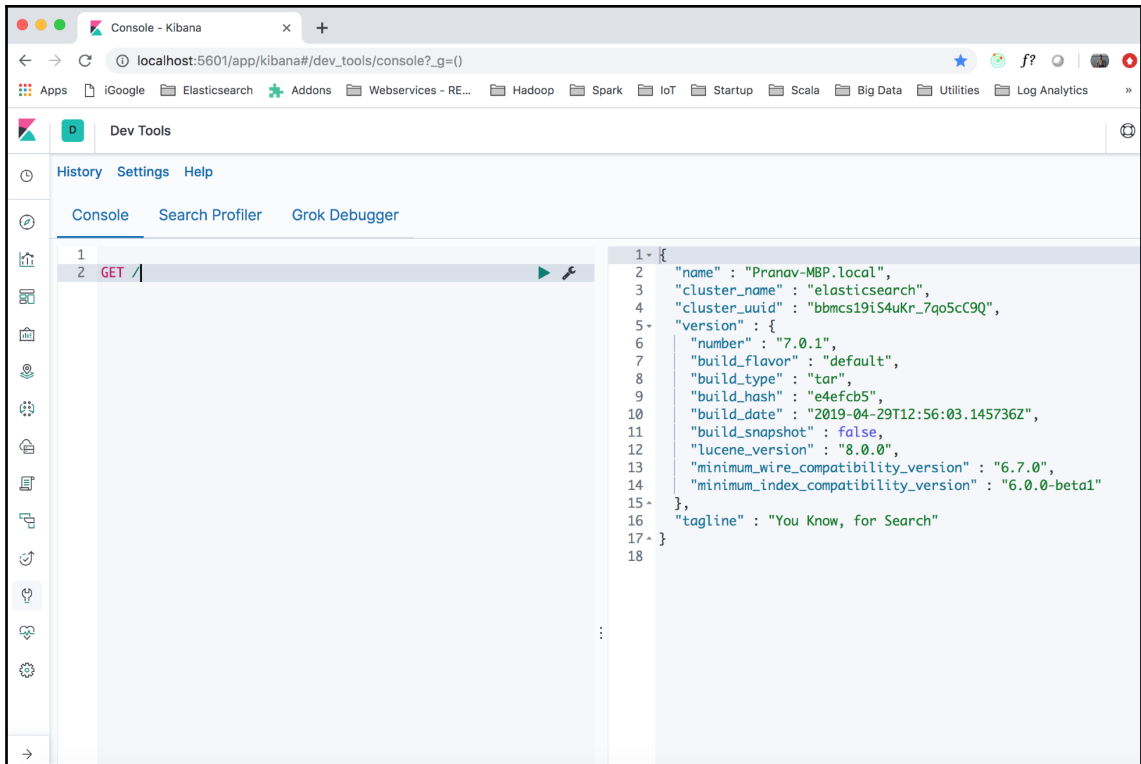 Console - Kibana
localhost:5601/app/kibana#/dev_tools/console?_g=()
f?
Apps iGoogle Elasticsearch Addons Webservices - RE... Hadoop Spark IoT Startup Scala Big Data Utilities Log Analytics »
D Dev Tools
History Settings Help
Console Search Profiler Grok Debugger
1
2 GET /
1 {
2 "name" : "Pranav-MBP.local",
3 "cluster_name" : "elasticsearch",
4 "cluster_uuid" : "bbmcs19iS4uKr_7qo5cC9Q",
5 "version" : {
6 "number" : "7.0.1",
7 "build_flavor" : "default",
8 "build_type" : "tar",
9 "build_hash" : "e4efcb5",
10 "build_date" : "2019-04-29T12:56:03.145736Z",
11 "build_snapshot" : false,
12 "lucene_version" : "8.0.0",
13 "minimum_wire_compatibility_version" : "6.7.0",
14 "minimum_index_compatibility_version" : "6.0.0-beta1"
15 },
16 "tagline" : "You Know, for Search"
17 }
18